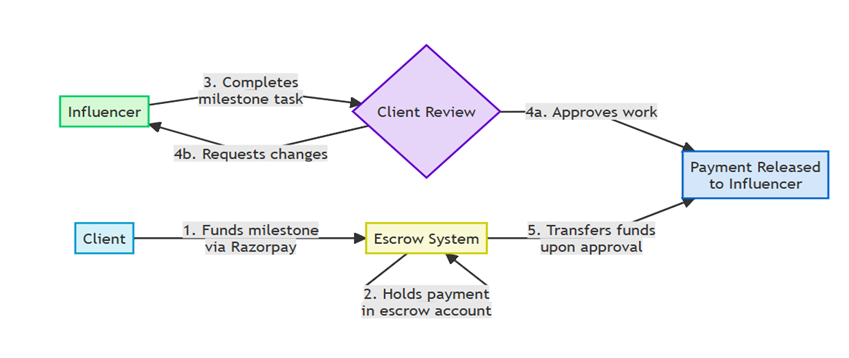 3. Completes
milestone task
Influencer
Client Review
4a. Approves work
4b. Requests changes
Payment Released
to Influencer
Client
1. Funds milestone
via Razorpay
Escrow System
5. Transfers funds
upon approval
2. Holds payment
in escrow account